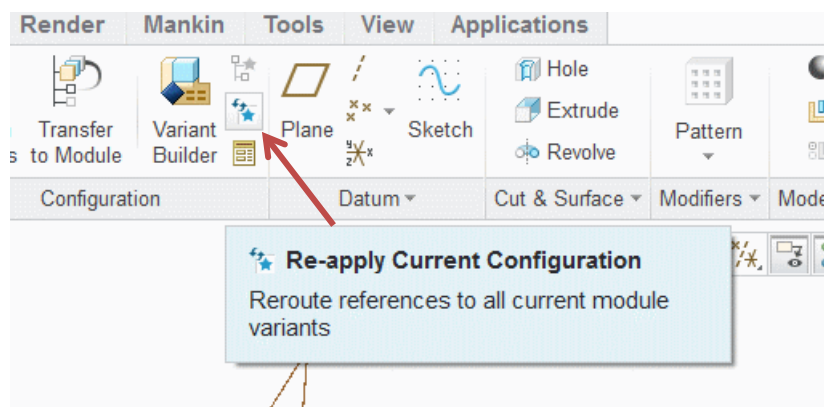 Render Mankin Tools View Applications
Hole
Extrude
Transfer Variant Plane Sketch Pattern
s to Module Builder Revolve
Configuration Datum Cut & Surface Modifiers Mode
Re-apply Current Configuration
Reroute references to all current module
variants